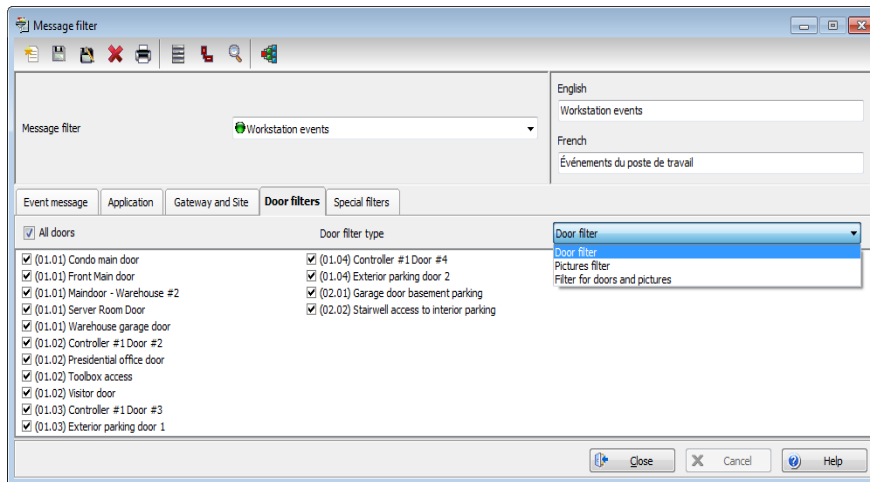 Message filter
English
Workstation events
Message filter
Workstation events
French
Événements du poste de travail
Event message
Application
Gateway and Site
Door filters
Special filters
All doors
Door filter type
Door filter
Door filter
Pictures filter
Filter for doors and pictures
(01.01) Condo main door
(01.01) Front Main door
(01.01) Maindoor - Warehouse #2
(01.01) Server Room Door
(01.01) Warehouse garage door
(01.02) Controller #1 Door #2
(01.02) Presidential office door
(01.02) Toolbox access
(01.02) Visitor door
(01.03) Controller #1 Door #3
(01.03) Exterior parking door 1
(01.04) Controller #1 Door #4
(01.04) Exterior parking door 2
(02.01) Garage door basement parking
(02.02) Stairwell access to interior parking
Close
Cancel
Help